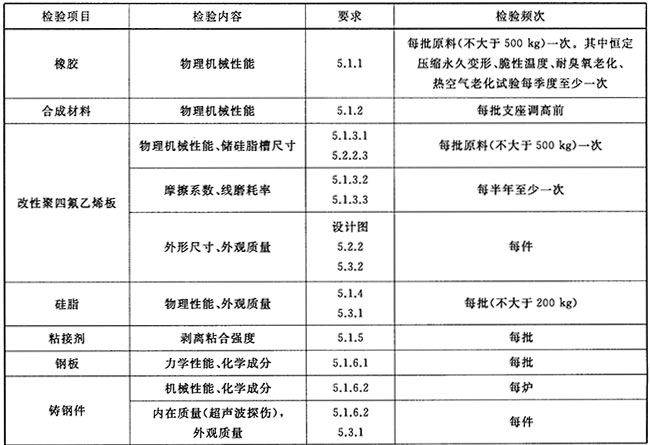 检验项目 检验内容 要求 检验频次
橡胶 物理机械性能 5.1.1 每批原料(不大于 500 kg)一次。其中恒定
压缩永久变形、脆性温度、耐臭氧老化、
热空气老化试验每季度至少一次
合成材料 物理机械性能 5.1.2 每批支座调高前
改性聚四氟乙烯板 物理机械性能、储硅脂槽尺寸 5.1.3.1
5.2.2.3 每批原料(不大于 500 kg)一次
摩擦系数、线磨耗率 5.1.3.2
5.1.3.3 每半年至少一次
外形尺寸、外观质量 设计图
5.2.2
5.3.2 每件
硅脂 物理性能、外观质量 5.1.4
5.3.1 每批(不大于 200 kg)
粘接剂 剥离粘合强度 5.1.5 每批
钢板 力学性能、化学成分 5.1.6.1 每批
铸钢件 机械性能、化学成分 5.1.6.2 每炉
内在质量(超声波探伤),
外观质量 5.1.6.2
5.3.1 每件